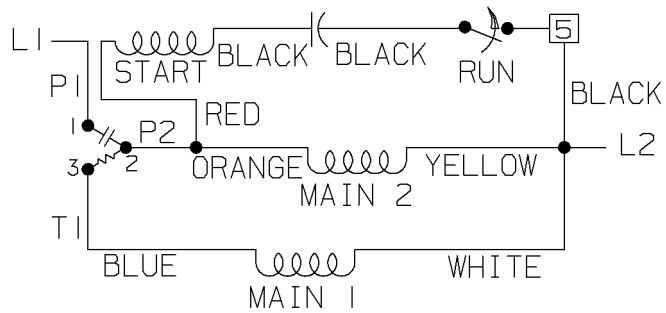 L1
5
BLACK
BLACK
START
RUN
P1
BLACK
RED
1
P2
L2
3
2
ORANGE
YELLOW
MAIN 2
T1
BLUE
WHITE
MAIN 1